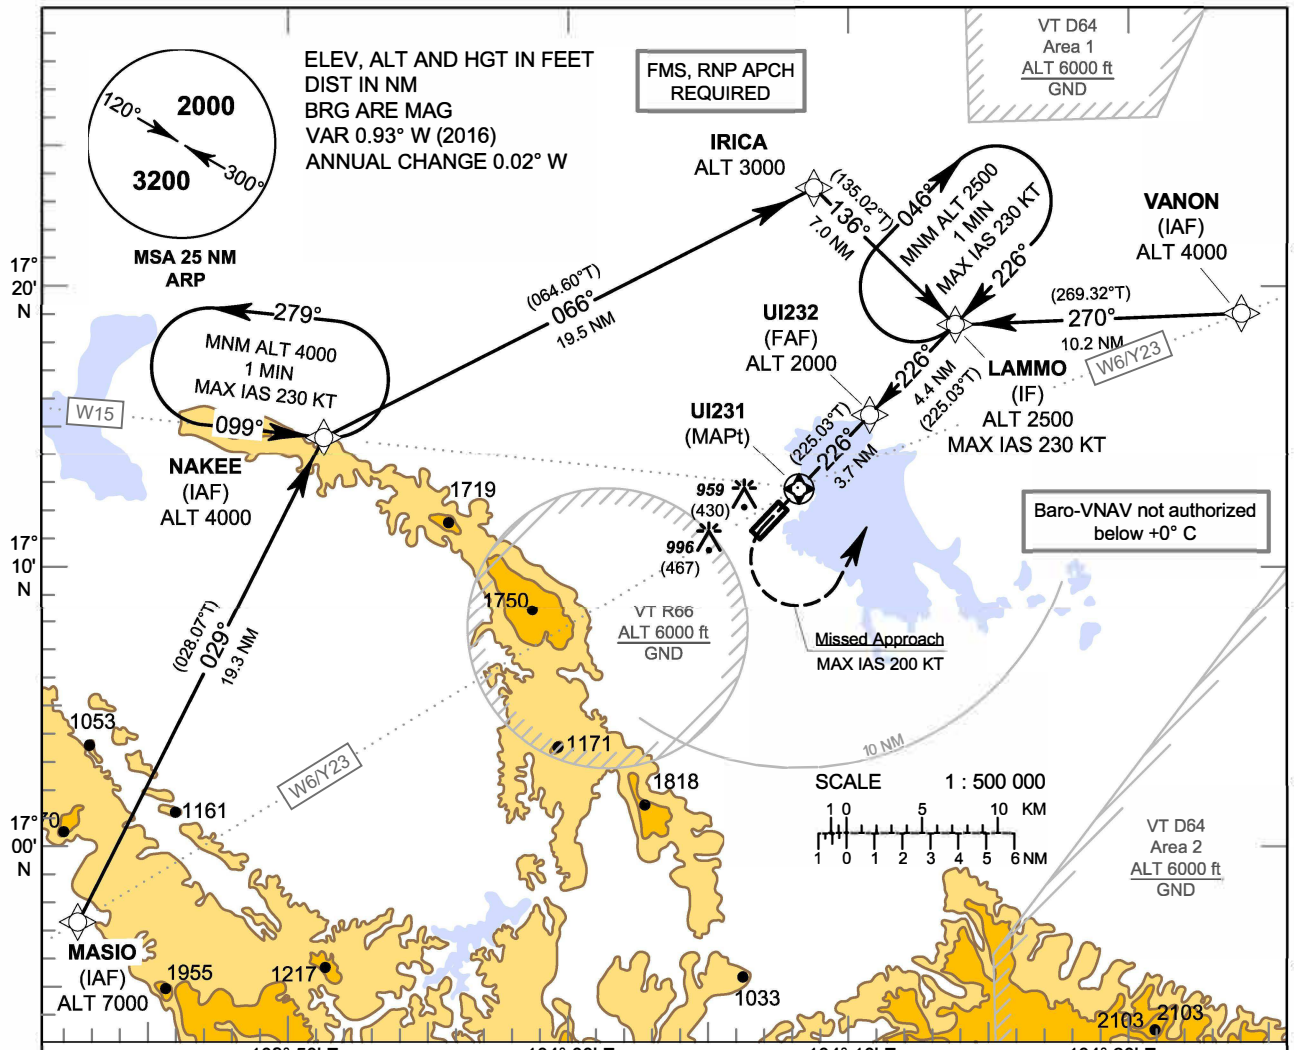 ELEV, ALT AND HGT IN FEET
DIST IN NM
BRG ARE MAG
VAR 0.93° W (2016)
ANNUAL CHANGE 0.02° W
120°
2000
3200
300°
MSA 25 NM
ARP
FMS, RNP APCH
REQUIRED
VT D64
Area 1
ALT 6000 ft
GND
IRICA
ALT 3000
(135.02°T)
136°
7.0 NM
046°
MNM ALT 2500
1 MIN
MAX IAS 230 KT
226°
VANON
(IAF)
ALT 4000
(269.32°T)
270°
10.2 NM
W6/Y23
17°
20'
N
279°
MNM ALT 4000
1 MIN
MAX IAS 230 KT
099°
W15
(064.60°T)
066°
19.5 NM
UI232
(FAF)
ALT 2000
226°
4.4 NM
(225.03°T)
LAMMO
(IF)
ALT 2500
MAX IAS 230 KT
UI231
(MAPt)
(225.03°T)
226°
3.7 NM
NAKEE
(IAF)
ALT 4000
1719
959
(430)
996
(467)
Baro-VNAV not authorized
below +0° C
17°
10'
N
1750
VT R66
ALT 6000 ft
GND
Missed Approach
MAX IAS 200 KT
(028.07°T)
029°
19.3 NM
1053
1171
10 NM
W6/Y23
1161
1818
SCALE 1 : 500 000
1 0 5 10 KM
1 0 1 2 3 4 5 6 NM
17°
00'
N
70
VT D64
Area 2
ALT 6000 ft
GND
MASIO
(IAF)
ALT 7000
1955
1217
1033
2103
2103